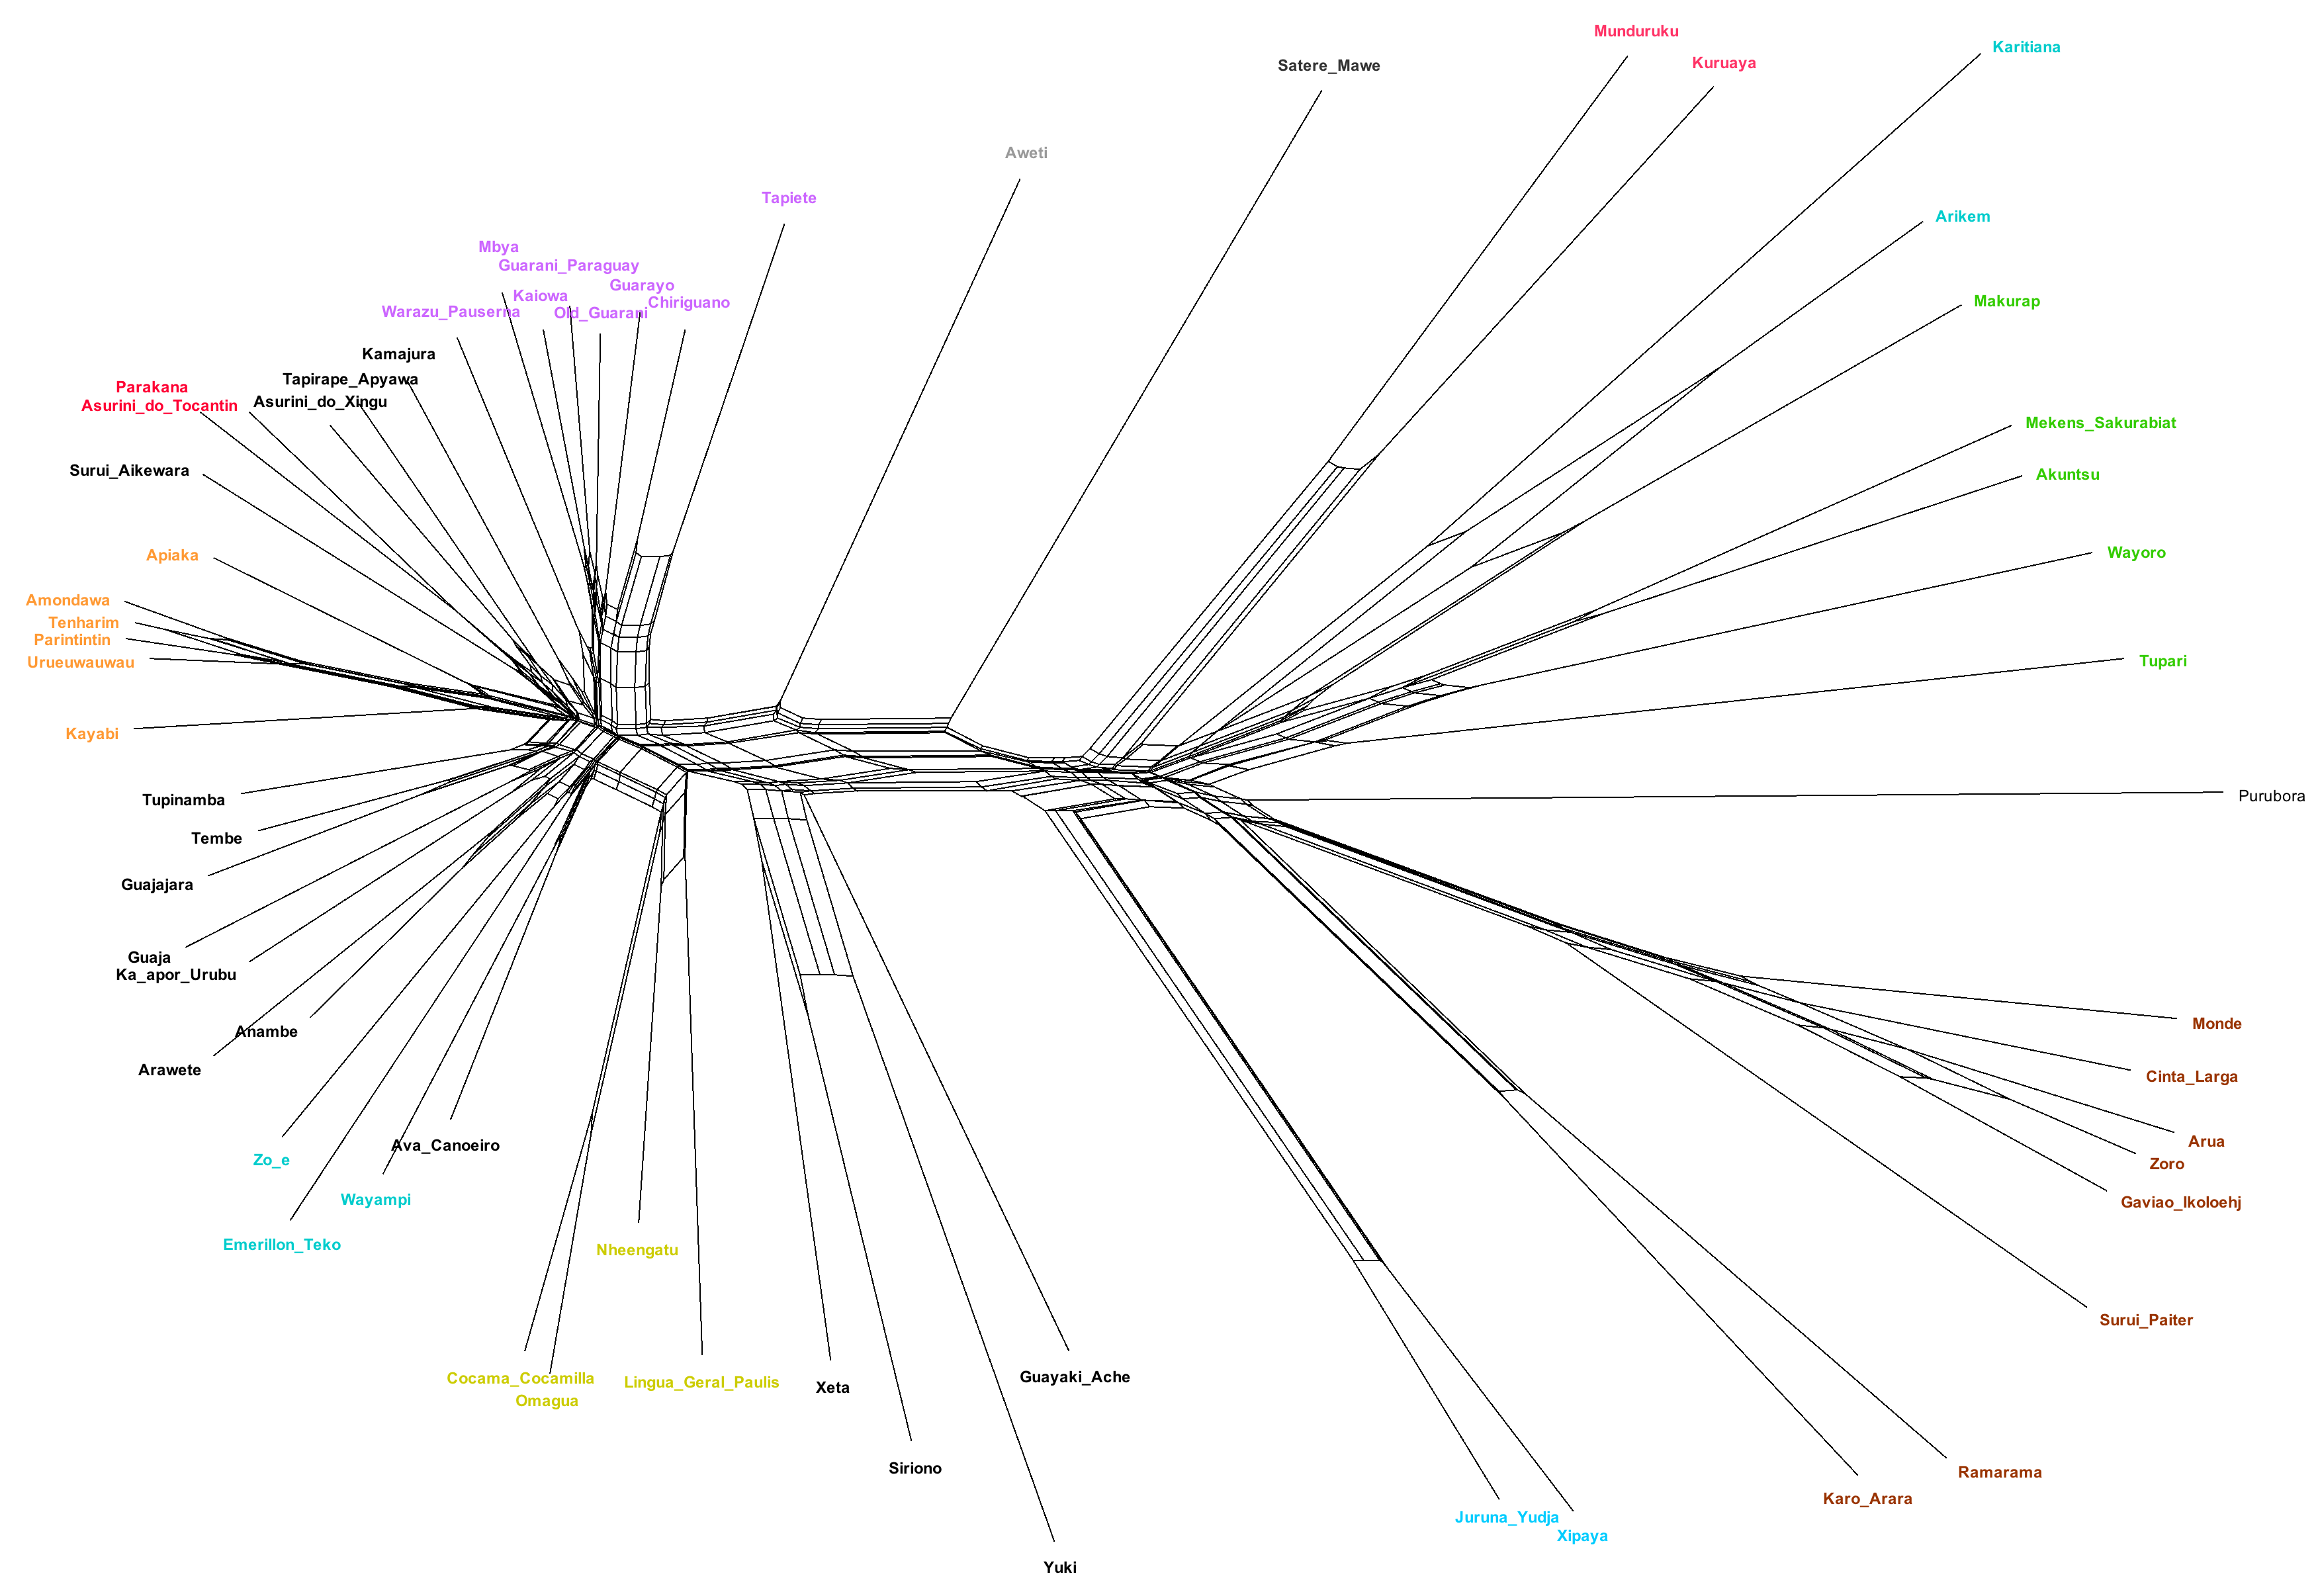 Munduruku
Karitiana
Kuruaya
Satere_Mawe
Aweti
Tapiete
Arikem
Mbya
Guarani_Paraguay
Guarayo
Kaiowa
Chiriguano
Warazu_Pauserna
Old_Guarani
Makurap
Kamajura
Tapirape_Apyawa
Parakana
Asurini_do_Xingu
Asurini_do_Tocantin
Mekens_Sakurabiat
Surui_Aikewara
Akuntsu
Apiaka
Wayoro
Amondawa
Tenharim
Parintintin
Urueuwauwau
Tupari
Kayabi
Purubora
Tupinamba
Tembe
Guajajara
Guaja
Ka_apor_Urubu
Monde
Anambe
Arawete
Cinta_Larga
Ava_Canoeiro
Arua
Zo_e
Zoro
Wayampi
Gaviao_Ikoloehj
Emerillon_Teko
Nheengatu
Surui_Paiter
Cocama_Cocamilla
Lingua_Geral_Paulis
Xeta
Guayaki_Ache
Omagua
Siriono
Ramarama
Karo_Arara
Juruna_Yudja
Xipaya
Yuki